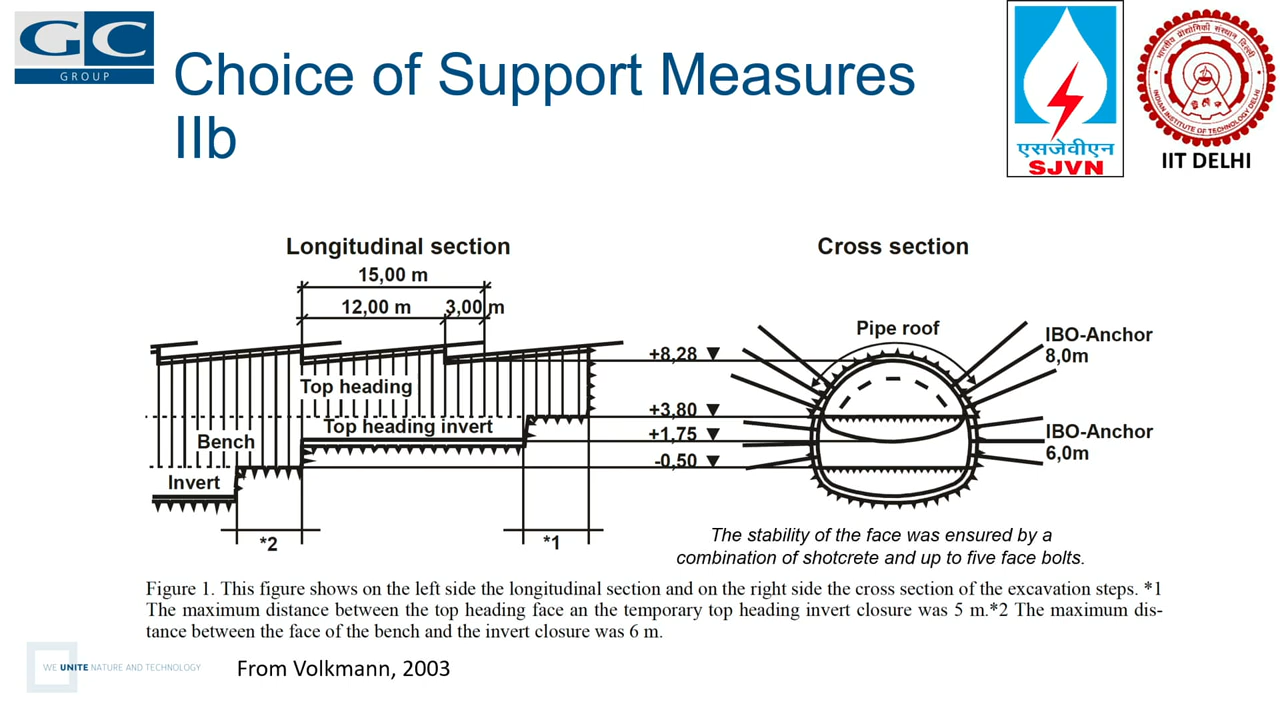 GC
GROUP
Choice of Support Measures
IIb
एसजेवीएन
SJVN
भारतीय प्रौद्योगिकी संस्थान दिल्ली
INDIAN INSTITUTE OF TECHNOLOGY DELHI
IIT DELHI
Longitudinal section
15,00 m
12,00 m
3,00 m
Top heading
Top heading invert
Bench
Invert
*2
*1
+8,28
+3,80
+1,75
-0,50
Cross section
Pipe roof
IBO-Anchor
8,0m
IBO-Anchor
6,0m
The stability of the face was ensured by a
combination of shotcrete and up to five face bolts.
Figure 1. This figure shows on the left side the longitudinal section and on the right side the cross section of the excavation steps. *1
The maximum distance between the top heading face an the temporary top heading invert closure was 5 m.*2 The maximum dis-
tance between the face of the bench and the invert closure was 6 m.
WE UNITE NATURE AND TECHNOLOGY
From Volkmann, 2003